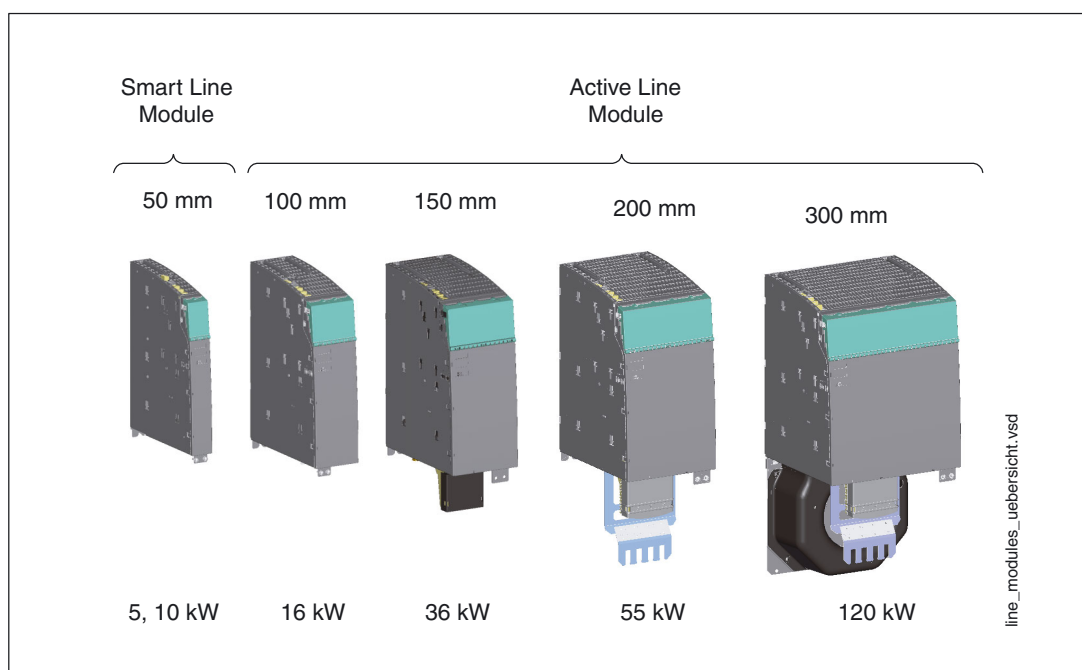 Smart Line
Module
Active Line
Module
50 mm
100 mm
150 mm
200 mm
300 mm
5, 10 kW
16 kW
36 kW
55 kW
120 kW
line_modules_uebersicht.vsd